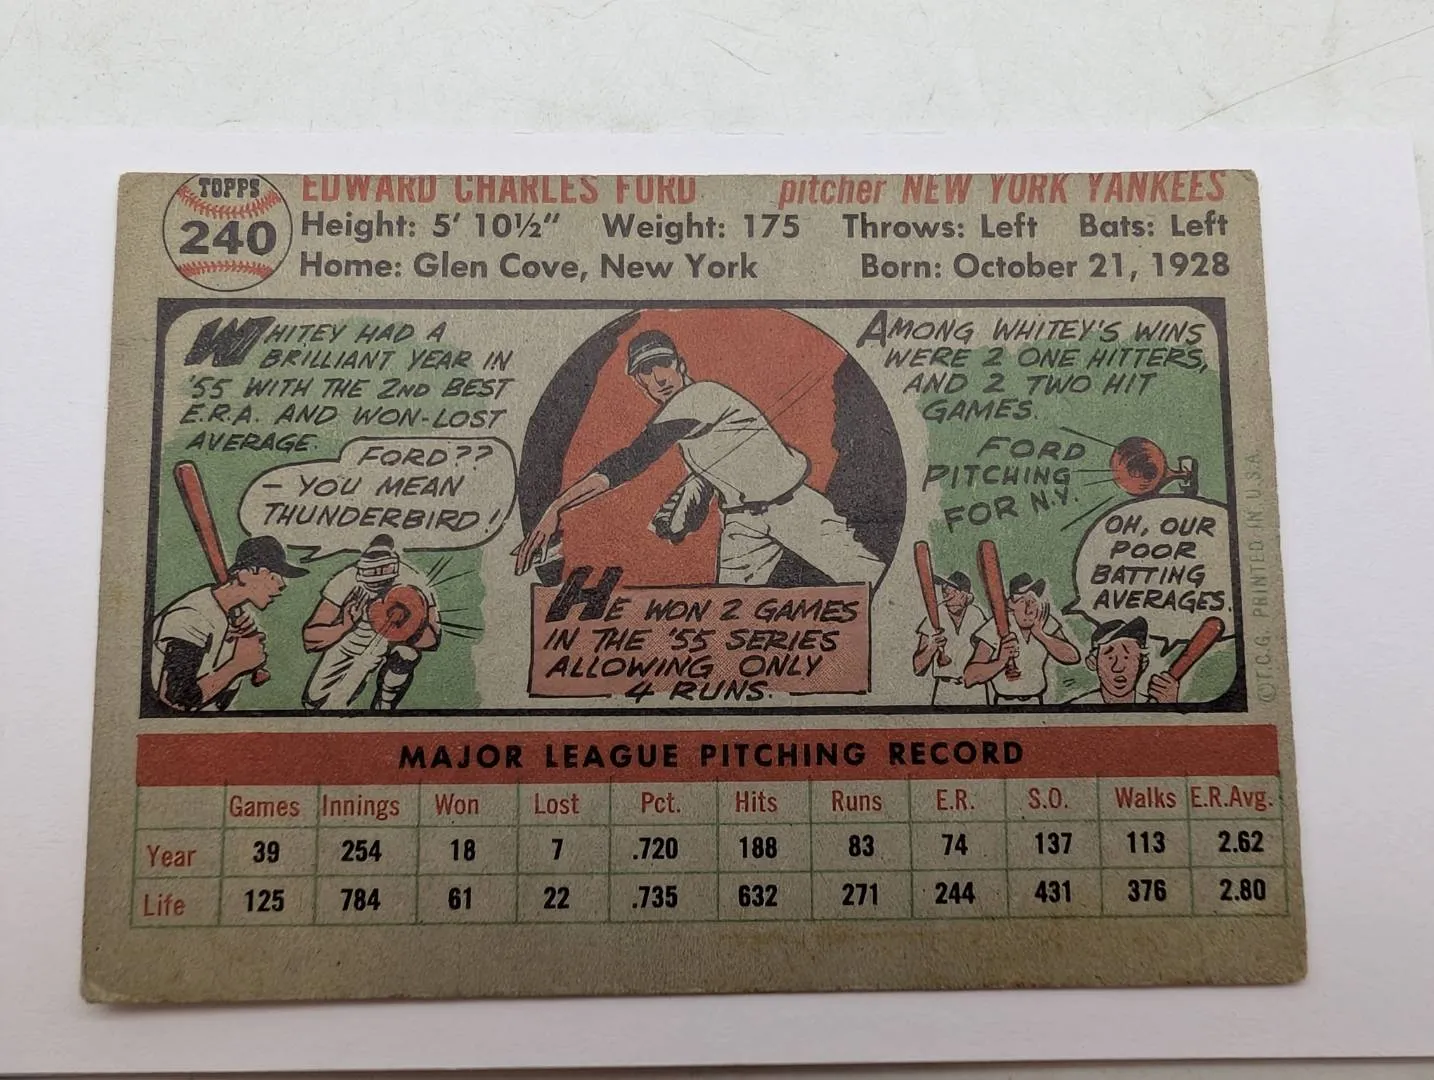 TOPPS
240
EDWARD CHARLES FORD pitcher NEW YORK YANKEES
Height: 5' 10½" Weight: 175 Throws: Left Bats: Left
Home: Glen Cove, New York Born: October 21, 1928
WHITEY HAD A
BRILLIANT YEAR IN
'55 WITH THE 2ND BEST
E.R.A. AND WON-LOST
AVERAGE.
FORD??
- YOU MEAN
THUNDERBIRD!
HE WON 2 GAMES
IN THE '55 SERIES
ALLOWING ONLY
4 RUNS.
AMONG WHITEY'S WINS
WERE 2 ONE HITTERS,
AND 2 TWO HIT
GAMES.
FORD
PITCHING
FOR N.Y.
OH, OUR
POOR
BATTING
AVERAGES.
©T.C.G. PRINTED IN U.S.A.
MAJOR LEAGUE PITCHING RECORD
Games Innings Won Lost Pct. Hits Runs E.R. S.O. Walks E.R.Avg.
Year 39 254 18 7 .720 188 83 74 137 113 2.62
Life 125 784 61 22 .735 632 271 244 431 376 2.80